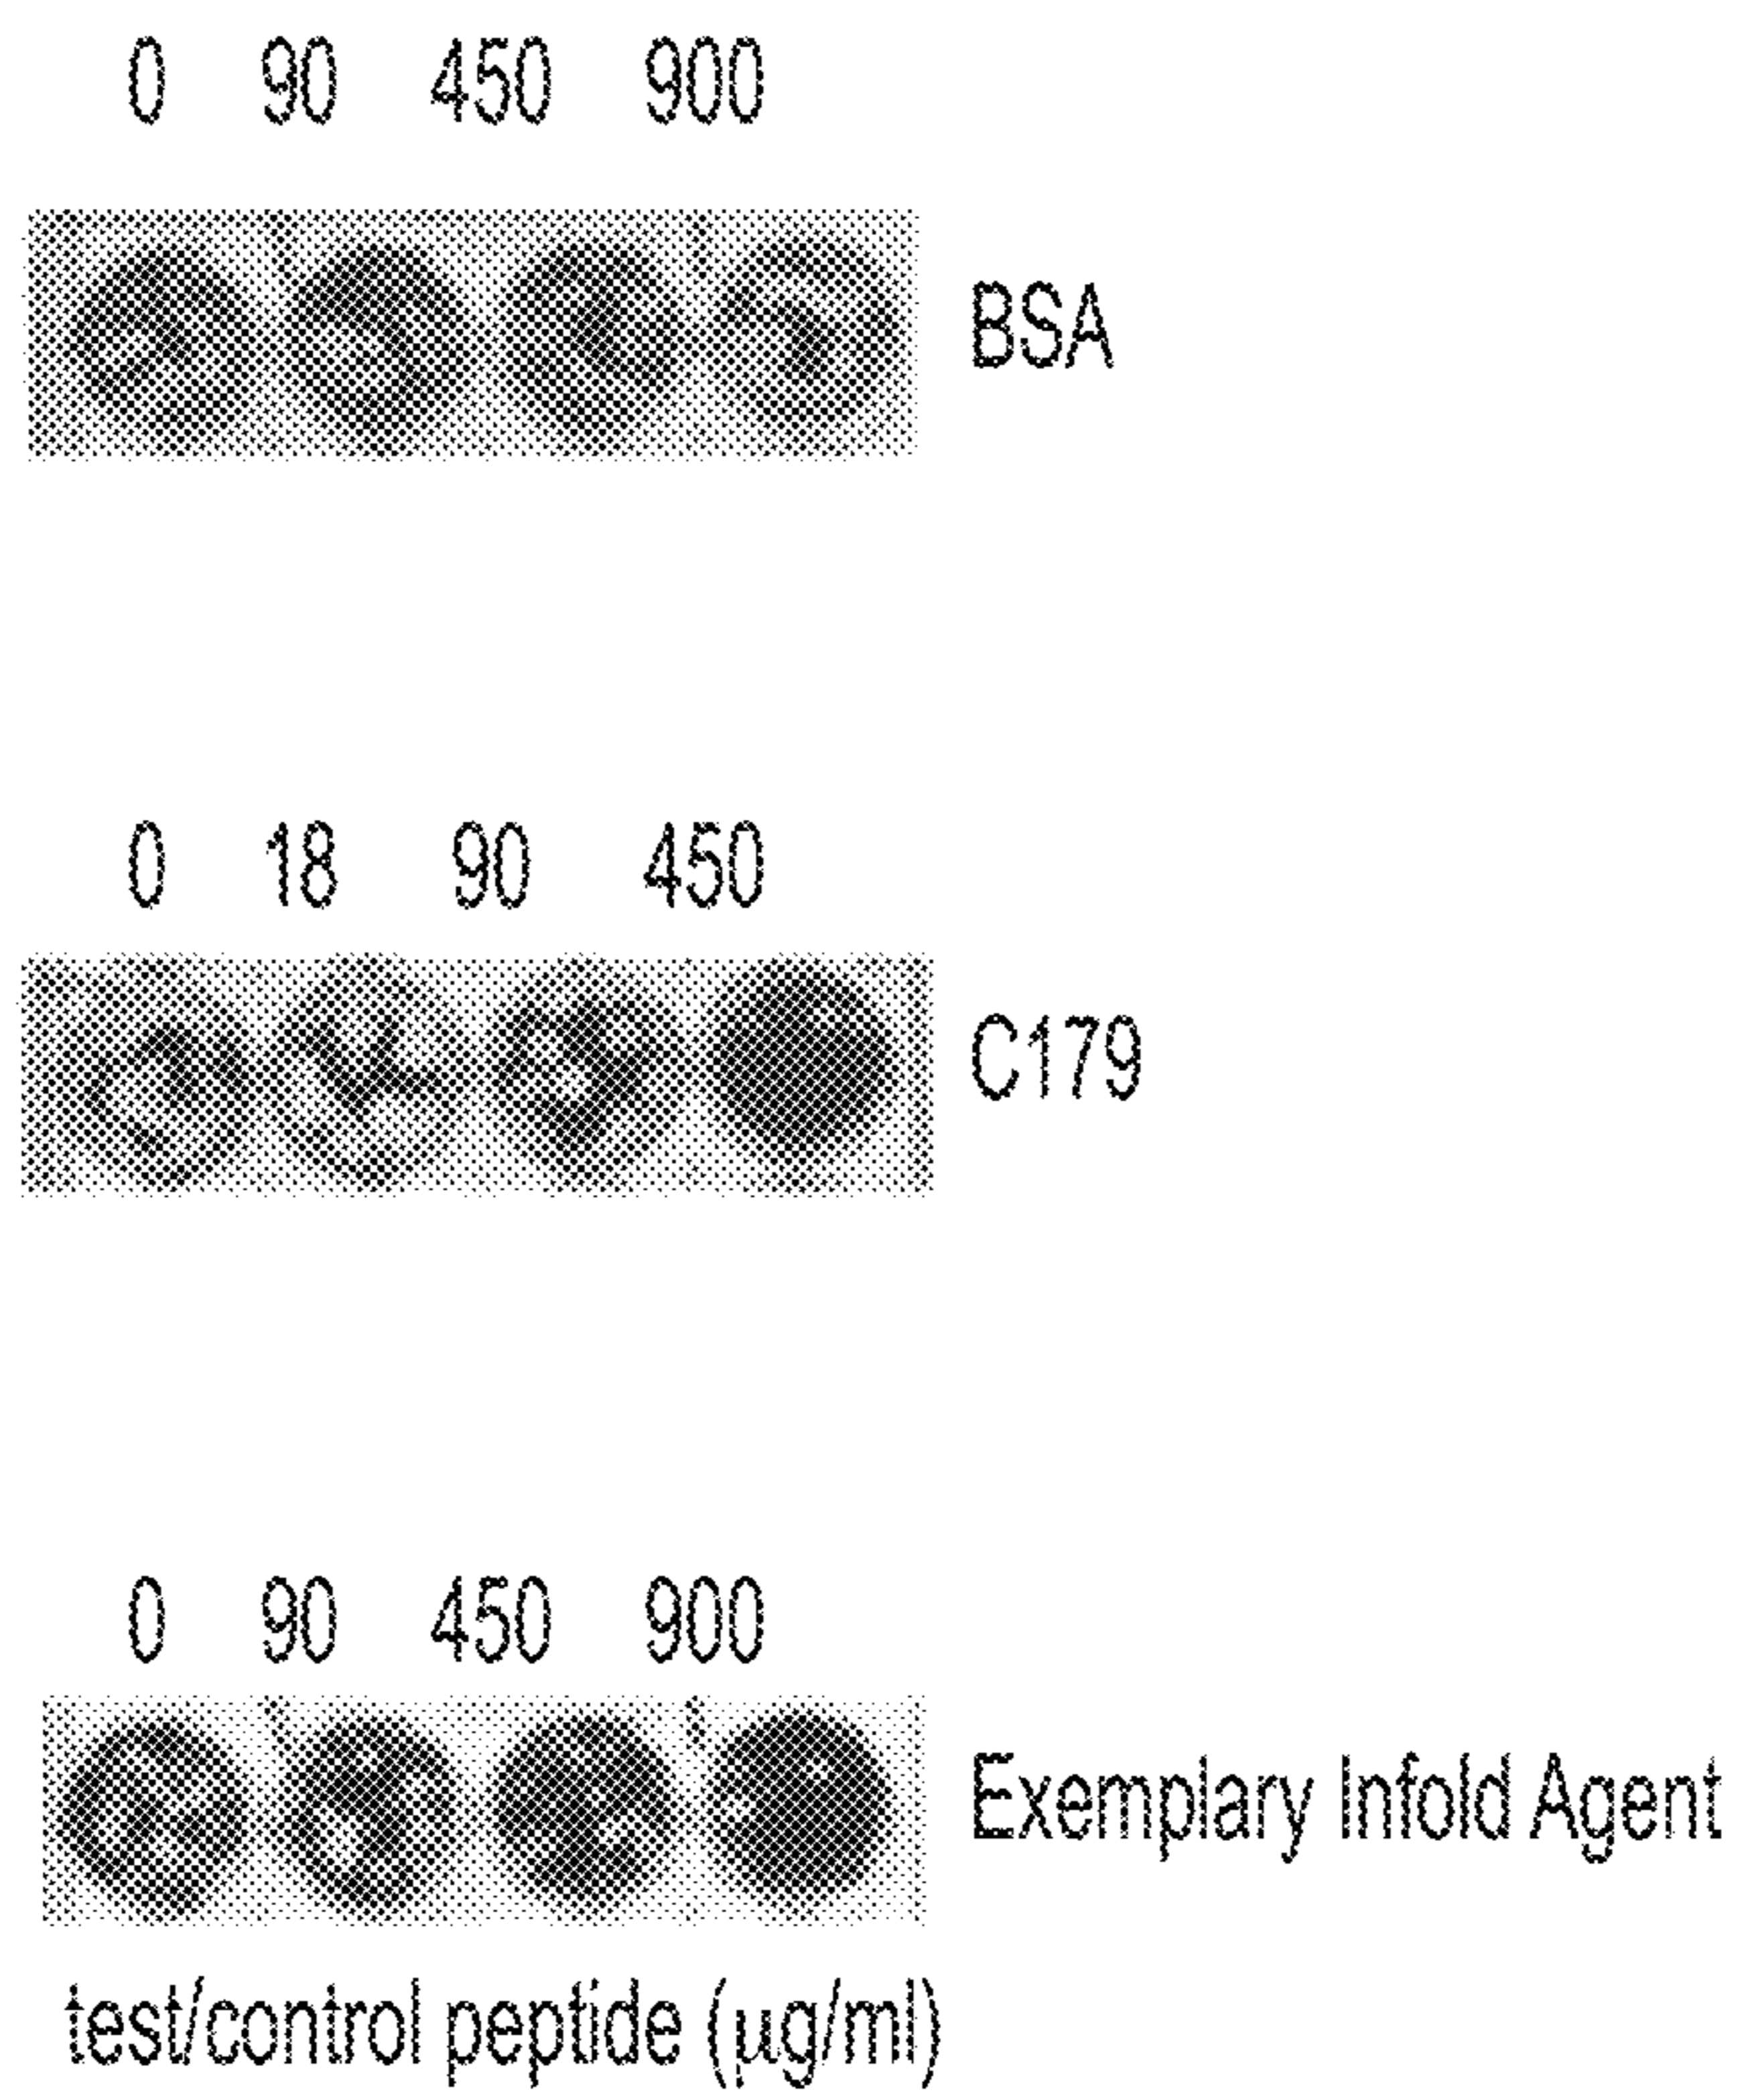 0 90 450 900
BSA
0 18 90 450
C179
0 90 450 900
Exemplary Infold Agent
test/control peptide (µg/ml)